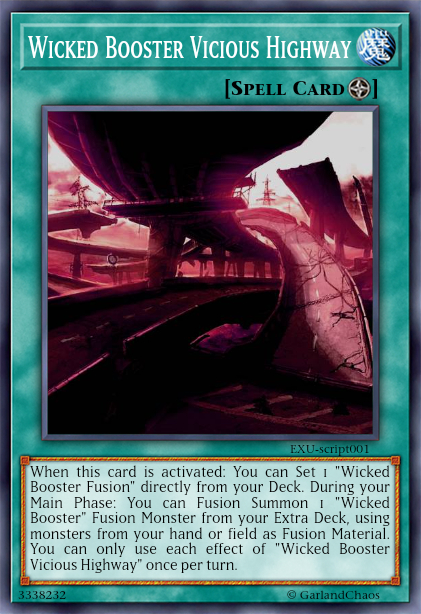 Wicked Booster Vicious Highway 魔
[Spell Card]
EXU-script001
When this card is activated: You can Set 1 "Wicked
Booster Fusion" directly from your Deck. During your
Main Phase: You can Fusion Summon 1 "Wicked
Booster" Fusion Monster from your Extra Deck, using
monsters from your hand or field as Fusion Material.
You can only use each effect of "Wicked Booster
Vicious Highway" once per turn.
3338232 © GarlandChaos